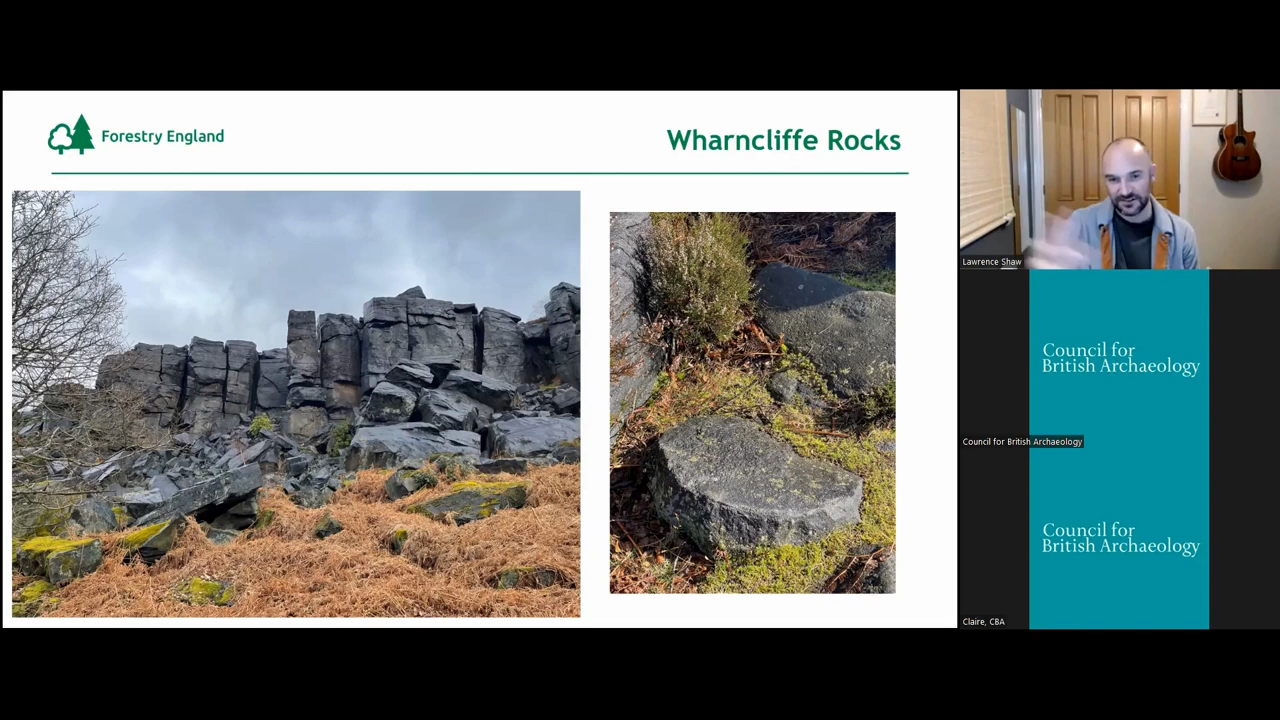 Forestry England
Wharncliffe Rocks
Lawrence Shaw
Council for
British Archaeology
Council for British Archaeology
Council for
British Archaeology
Claire, CBA